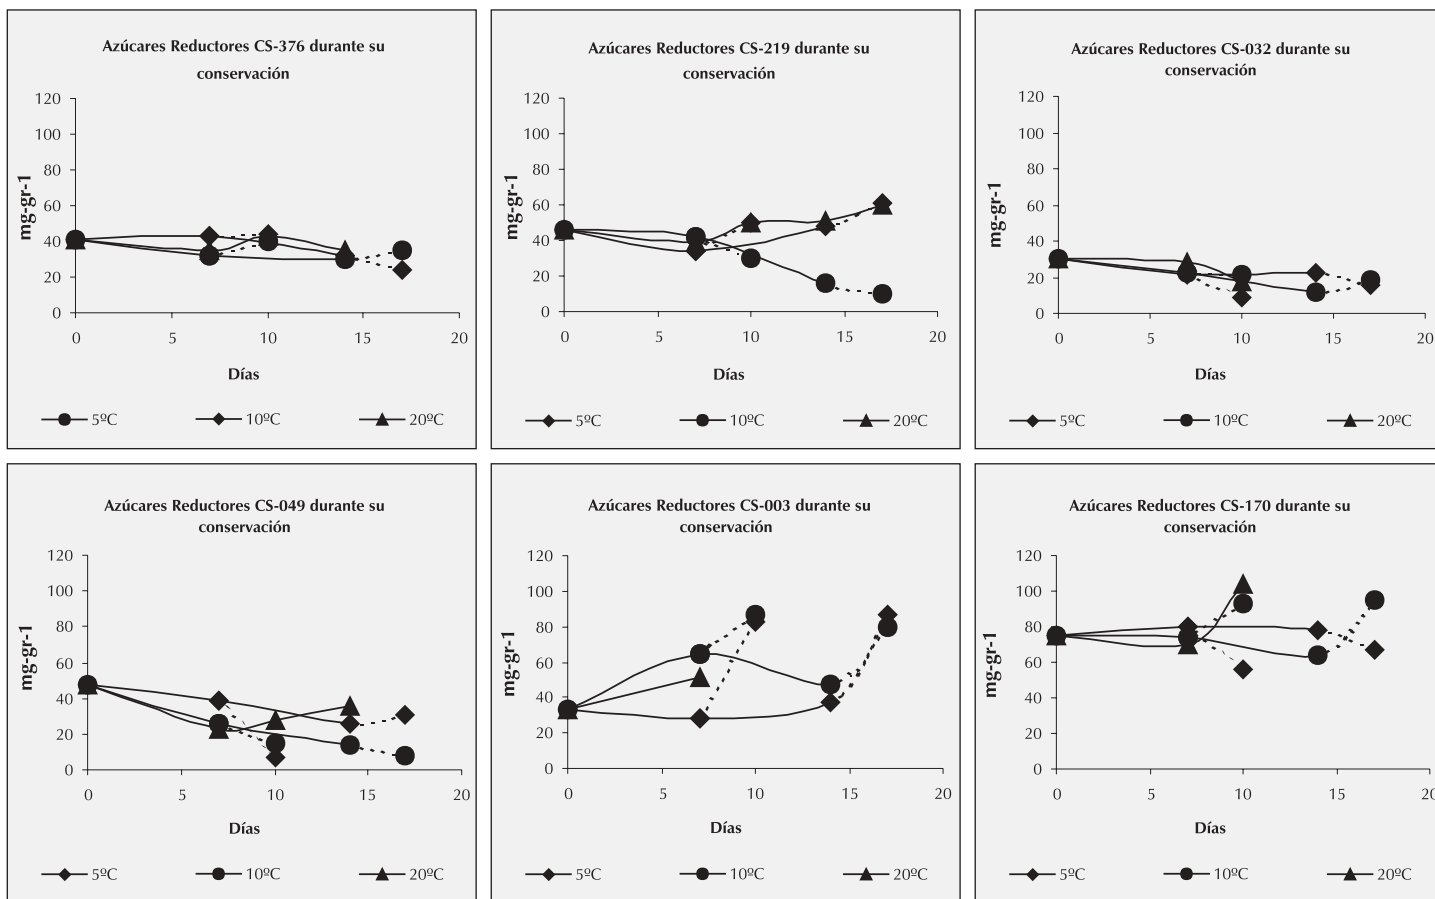 Azúcares Reductores CS-376 durante su
conservación
120
100
80
60
40
20
0
mg-gr-1
0 5 10 15 20
Días
5ºC 10ºC 20ºC
Azúcares Reductores CS-219 durante su
conservación
120
100
80
60
40
20
0
mg-gr-1
0 5 10 15 20
Días
5ºC 10ºC 20ºC
Azúcares Reductores CS-032 durante su
conservación
120
100
80
60
40
20
0
mg-gr-1
0 5 10 15 20
Días
5ºC 10ºC 20ºC
Azúcares Reductores CS-049 durante su
conservación
120
100
80
60
40
20
0
mg-gr-1
0 5 10 15 20
Días
5ºC 10ºC 20ºC
Azúcares Reductores CS-003 durante su
conservación
120
100
80
60
40
20
0
mg-gr-1
0 5 10 15 20
Días
5ºC 10ºC 20ºC
Azúcares Reductores CS-170 durante su
conservación
120
100
80
60
40
20
0
mg-gr-1
0 5 10 15 20
Días
5ºC 10ºC 20ºC